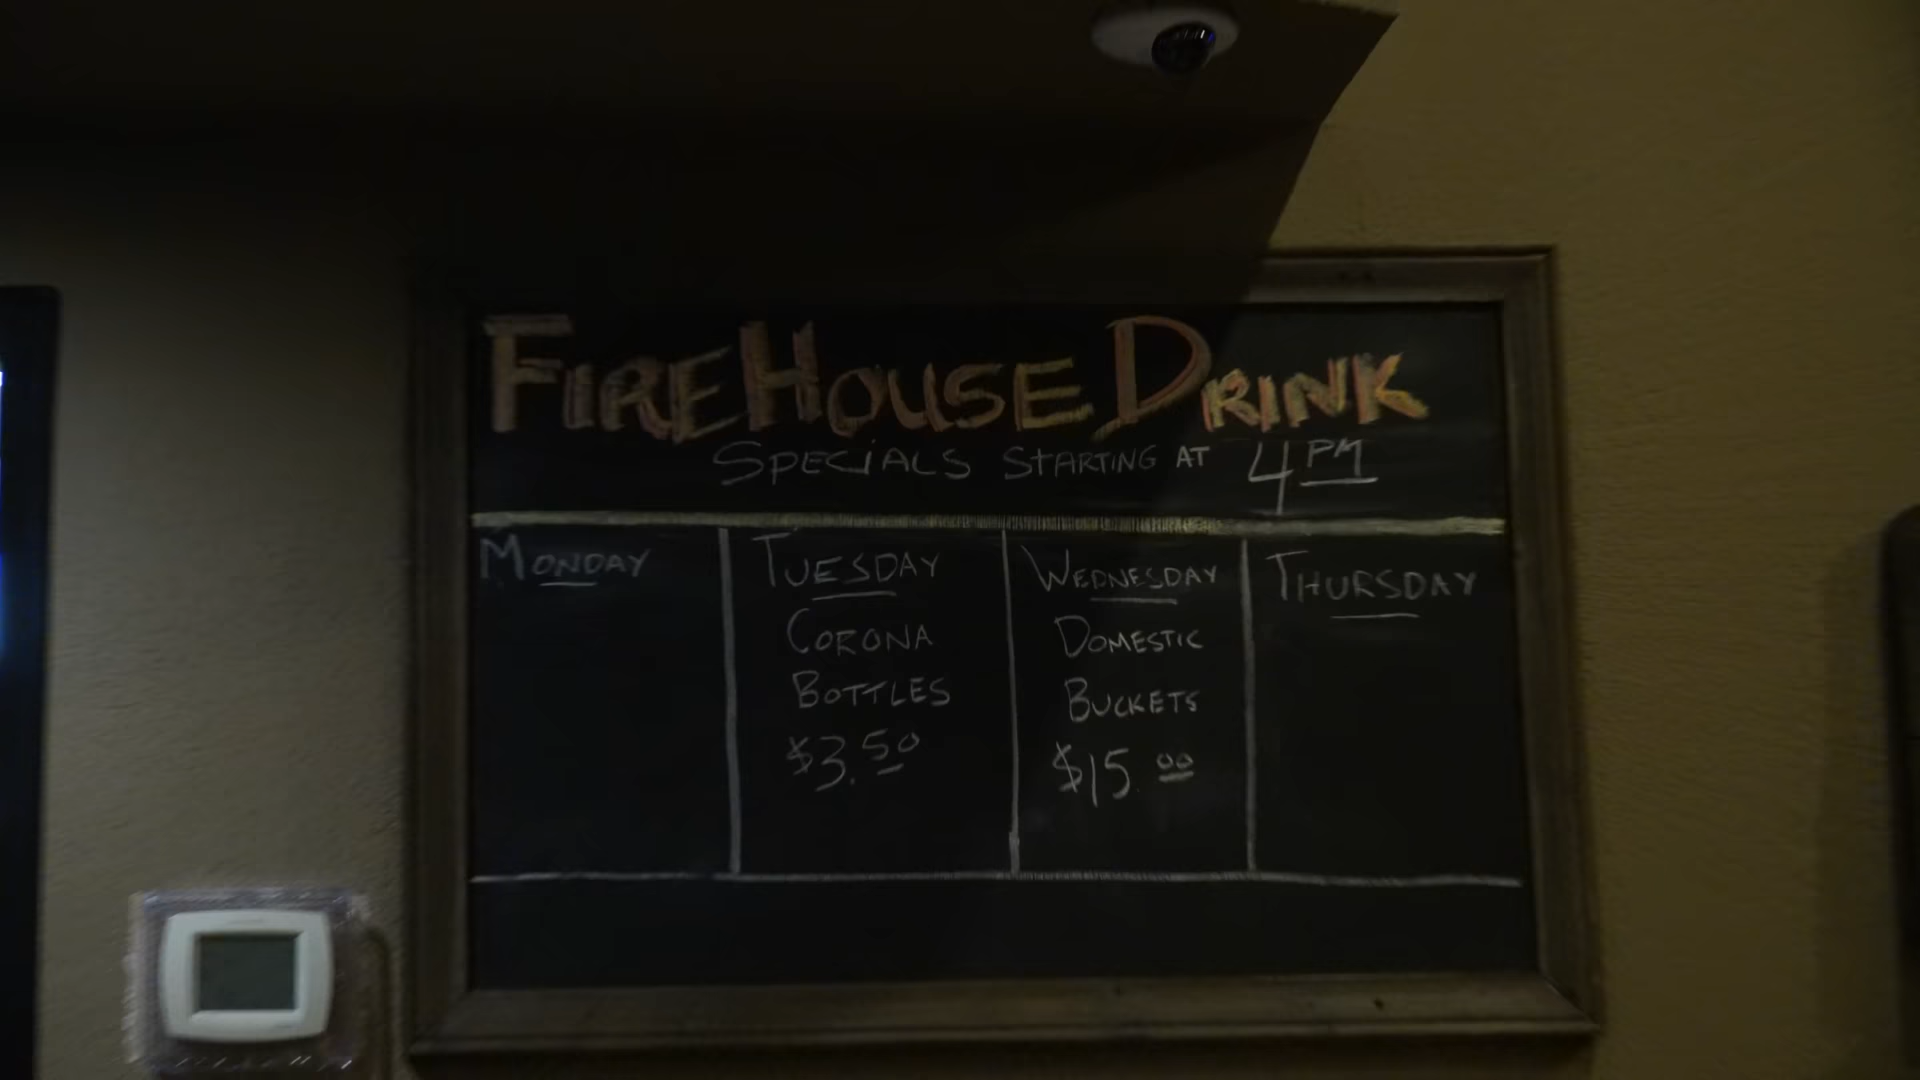 FIREHOUSE DRINK
SPECIALS STARTING AT 4PM
MONDAY
TUESDAY
CORONA
BOTTLES
$3.50
WEDNESDAY
DOMESTIC
BUCKETS
$15.00
THURSDAY